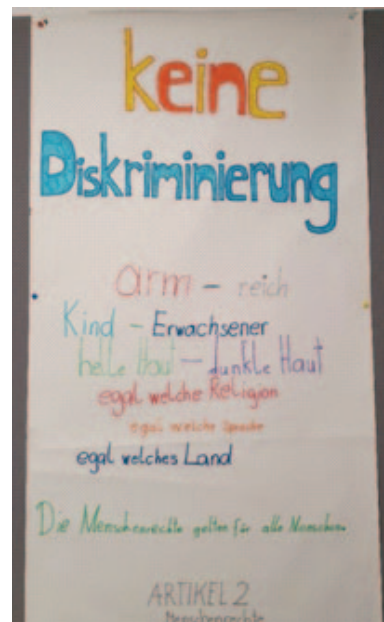 keine
Diskriminierung
arm - reich
Kind - Erwachsener
helle Haut - dunkle Haut
egal welche Religion
egal welche Sprache
egal welches Land
Die Menschenrechte gelten für alle Menschen.
ARTIKEL 2
Menschenrechte